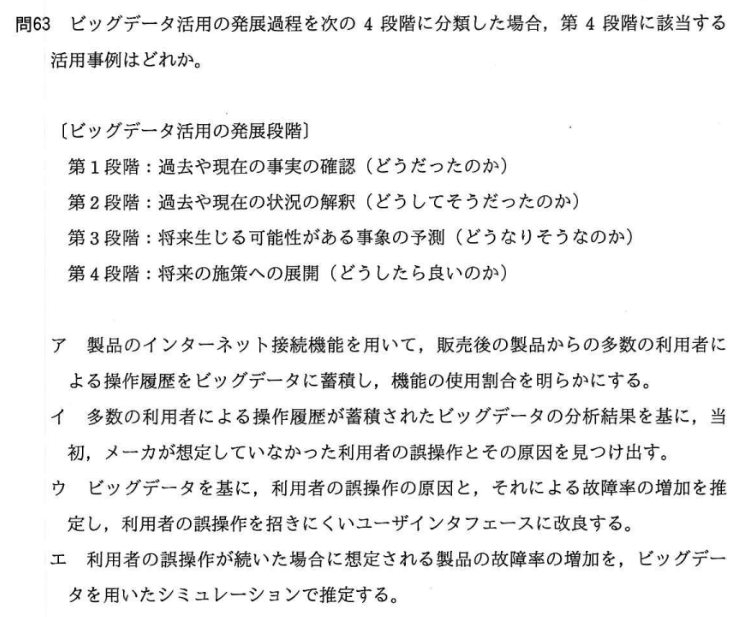 問63 ビッグデータ活用の発展過程を次の 4 段階に分類した場合，第 4 段階に該当する
活用事例はどれか。
〔ビッグデータ活用の発展段階〕
第1段階：過去や現在の事実の確認（どうだったのか）
第2段階：過去や現在の状況の解釈（どうしてそうだったのか）
第3段階：将来生じる可能性がある事象の予測（どうなりそうなのか）
第4段階：将来の施策への展開（どうしたら良いのか）
ア 製品のインターネット接続機能を用いて，販売後の製品からの多数の利用者に
よる操作履歴をビッグデータに蓄積し，機能の使用割合を明らかにする。
イ 多数の利用者による操作履歴が蓄積されたビッグデータの分析結果を基に，当
初，メーカが想定していなかった利用者の誤操作とその原因を見つけ出す。
ウ ビッグデータを基に，利用者の誤操作の原因と，それによる故障率の増加を推
定し，利用者の誤操作を招きにくいユーザインタフェースに改良する。
エ 利用者の誤操作が続いた場合に想定される製品の故障率の増加を，ビッグデー
タを用いたシミュレーションで推定する。